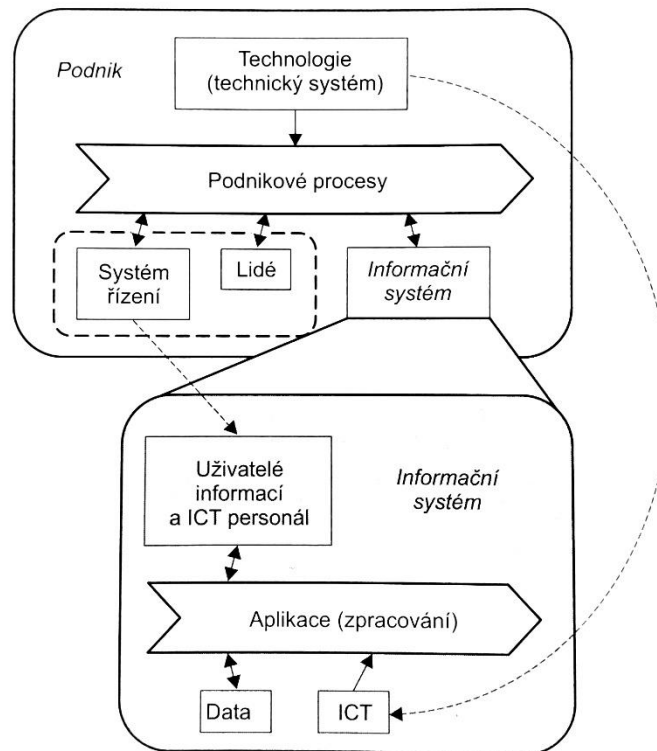 Podnik
Technologie
(technický systém)
Podnikové procesy
Systém
řízení
Lidé
Informační
systém
Uživatelé
informací
a ICT personál
Informační
systém
Aplikace (zpracování)
Data
ICT